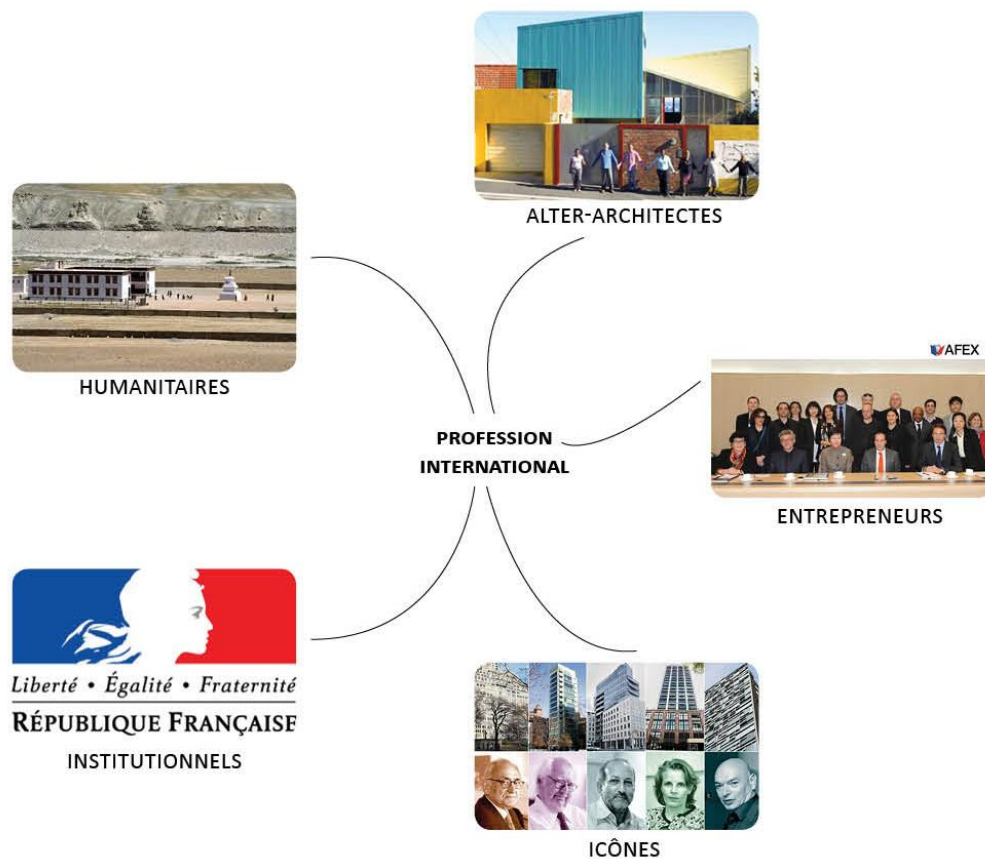 ALTER-ARCHITECTES
HUMANITAIRES
AFEX
PROFESSION
INTERNATIONAL
ENTREPRENEURS
Liberté • Égalité • Fraternité
RÉPUBLIQUE FRANÇAISE
INSTITUTIONNELS
ICÔNES